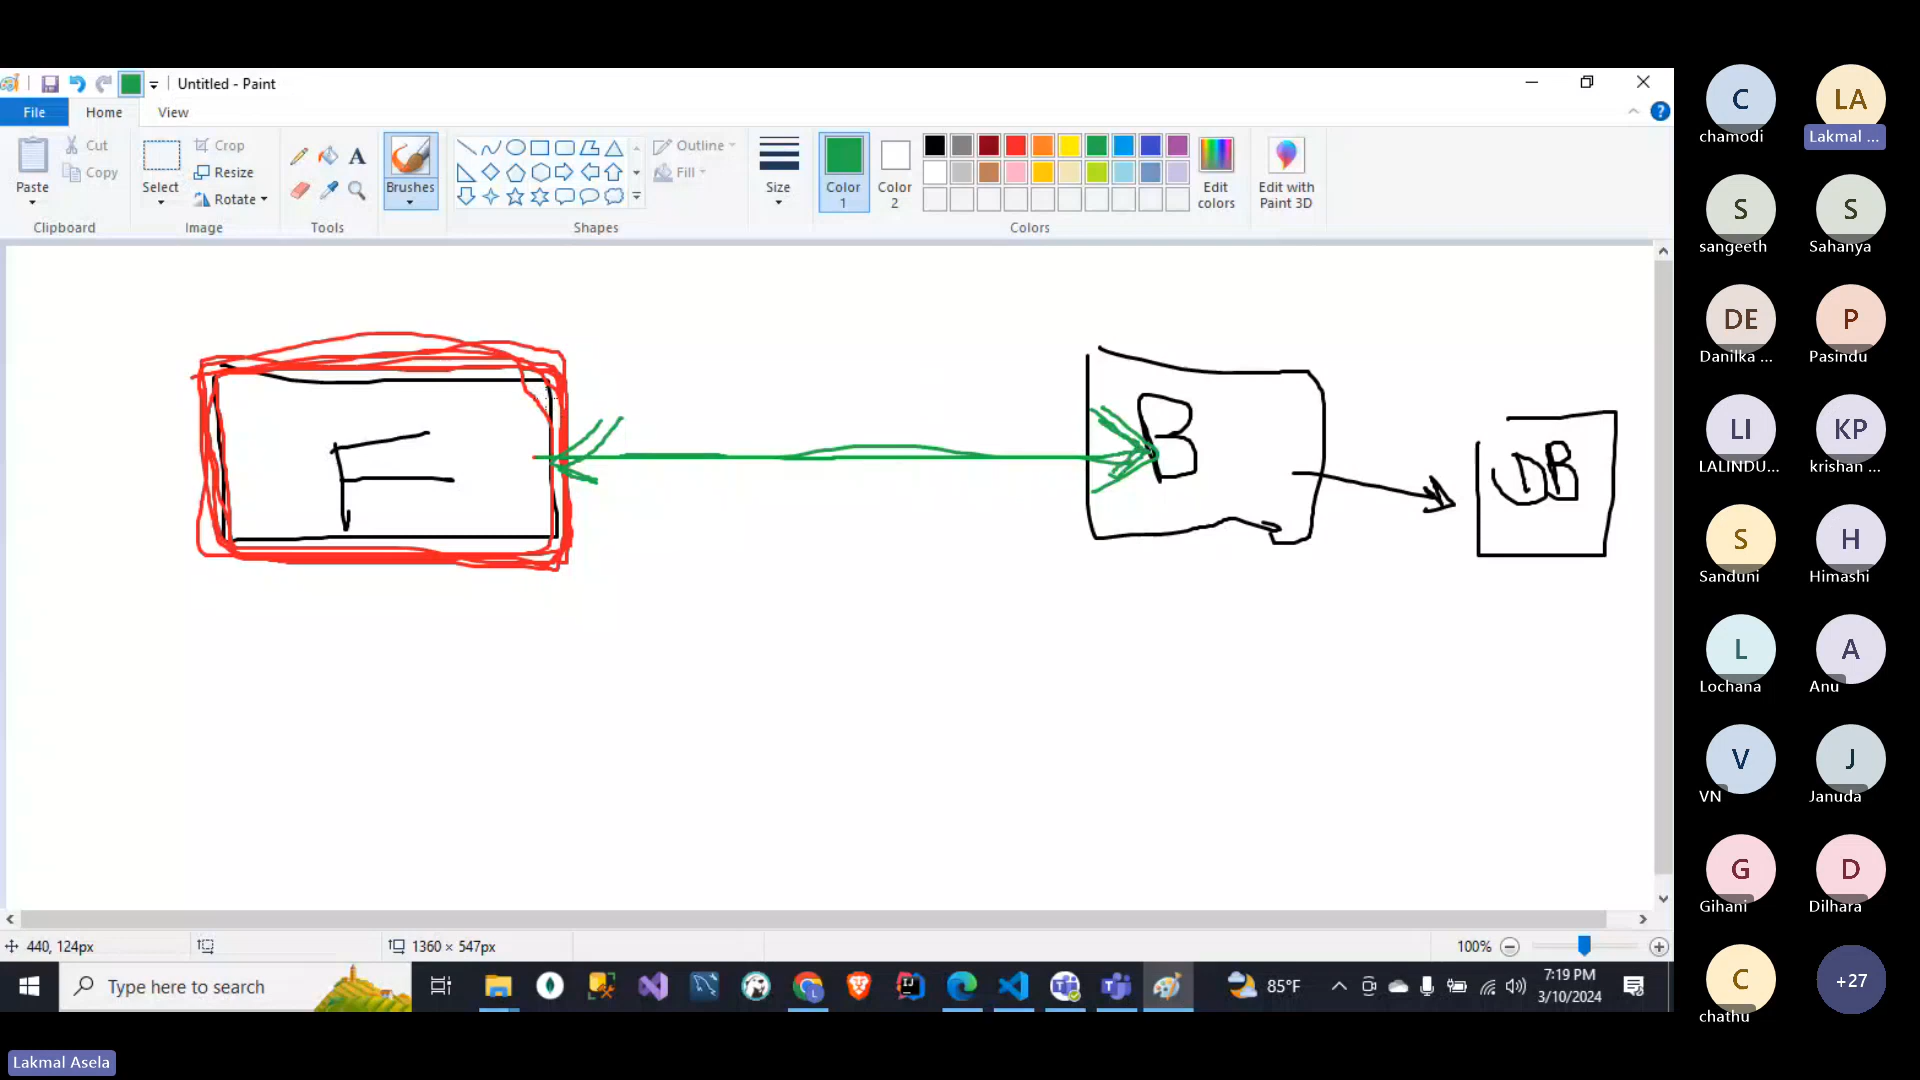 Untitled - Paint
File Home View
Paste
Cut
Copy
Clipboard
Select
Crop
Resize
Rotate
Image
A
Tools
Brushes
Shapes
Outline
Fill
Size
Color 1
Color 2
Edit colors
Edit with Paint 3D
Colors
F
B
DB
440, 124px
1360 × 547px
100%
Type here to search
85°F
7:19 PM
3/10/2024
C
chamodi
LA
Lakmal ...
S
sangeeth
S
Sahanya
DE
Danilka ...
P
Pasindu
LI
LALINDU...
KP
krishan ...
S
Sanduni
H
Himashi
L
Lochana
A
Anu
V
VN
J
Januda
G
Gihani
D
Dilhara
C
chathu
+27
Lakmal Asela